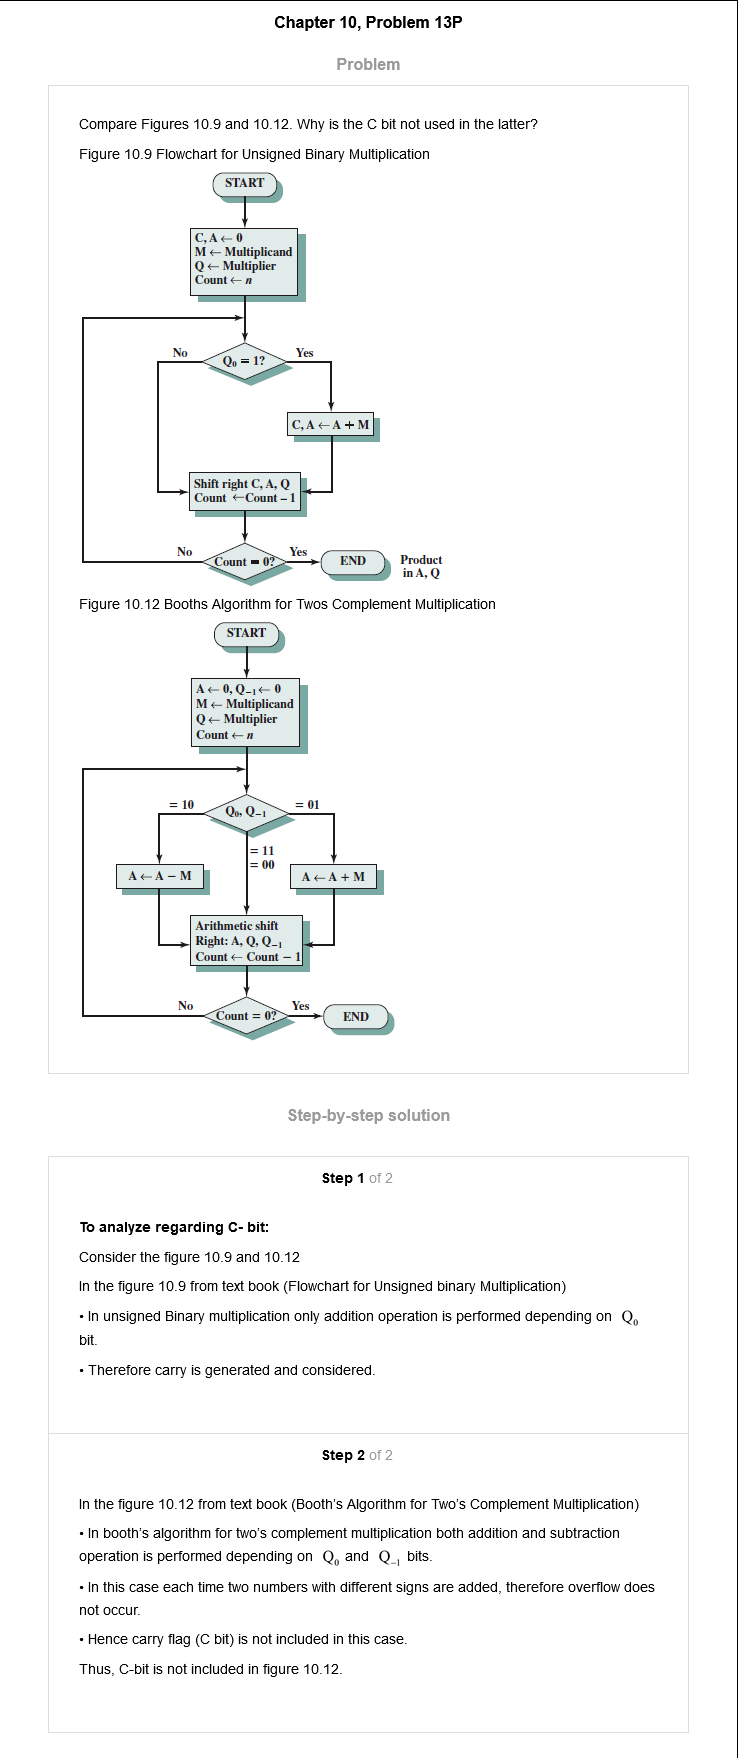 Chapter 10, Problem 13P
Problem
Compare Figures 10.9 and 10.12. Why is the C bit not used in the latter?
Figure 10.9 Flowchart for Unsigned Binary Multiplication
START
C, A ← 0
M ← Multiplicand
Q ← Multiplier
Count ← n
No
Q₀ = 1?
Yes
C, A ← A + M
Shift right C, A, Q
Count ← Count – 1
No
Count = 0?
Yes
END
Product
in A, Q
Figure 10.12 Booths Algorithm for Twos Complement Multiplication
START
A ← 0, Q₋₁ ← 0
M ← Multiplicand
Q ← Multiplier
Count ← n
= 10
Q₀, Q₋₁
= 01
= 11
= 00
A ← A – M
A ← A + M
Arithmetic shift
Right: A, Q, Q₋₁
Count ← Count – 1
No
Count = 0?
Yes
END
Step-by-step solution
Step 1 of 2
To analyze regarding C- bit:
Consider the figure 10.9 and 10.12
In the figure 10.9 from text book (Flowchart for Unsigned binary Multiplication)
• In unsigned Binary multiplication only addition operation is performed depending on Q₀
bit.
• Therefore carry is generated and considered.
Step 2 of 2
In the figure 10.12 from text book (Booth's Algorithm for Two's Complement Multiplication)
• In booth's algorithm for two's complement multiplication both addition and subtraction
operation is performed depending on Q₀ and Q₋₁ bits.
• In this case each time two numbers with different signs are added, therefore overflow does
not occur.
• Hence carry flag (C bit) is not included in this case.
Thus, C-bit is not included in figure 10.12.